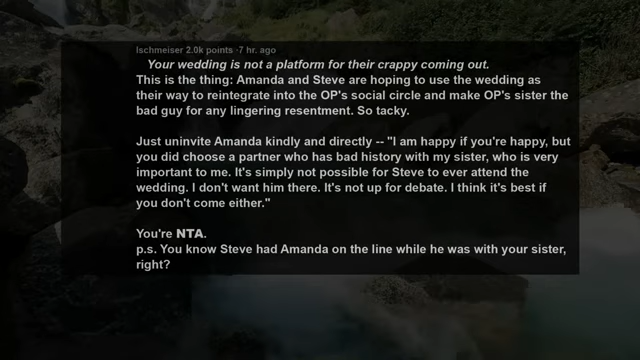 lschmeiser 2.0k points ·7 hr. ago
Your wedding is not a platform for their crappy coming out.
This is the thing: Amanda and Steve are hoping to use the wedding as
their way to reintegrate into the OP's social circle and make OP's sister the
bad guy for any lingering resentment. So tacky.
Just uninvite Amanda kindly and directly -- "I am happy if you're happy, but
you did choose a partner who has bad history with my sister, who is very
important to me. It's simply not possible for Steve to ever attend the
wedding. I don't want him there. It's not up for debate. I think it's best if
you don't come either."
You're NTA.
p.s. You know Steve had Amanda on the line while he was with your sister,
right?